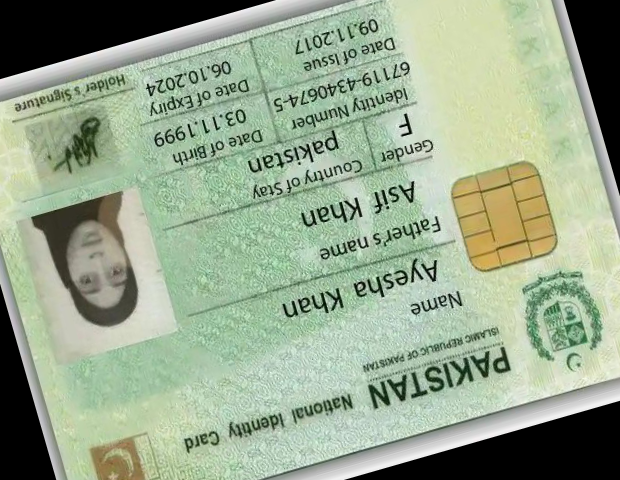 PAKISTAN National Identity Card
ISLAMIC REPUBLIC OF PAKISTAN
Name
Ayesha Khan
Father's name
Asif Khan
Gender Country of Stay
F pakistan
Identity Number Date of Birth
67119-4340674-5 03.11.1999
Date of Issue Date of Expiry
09.11.2017 06.10.2024
Holder's Signature